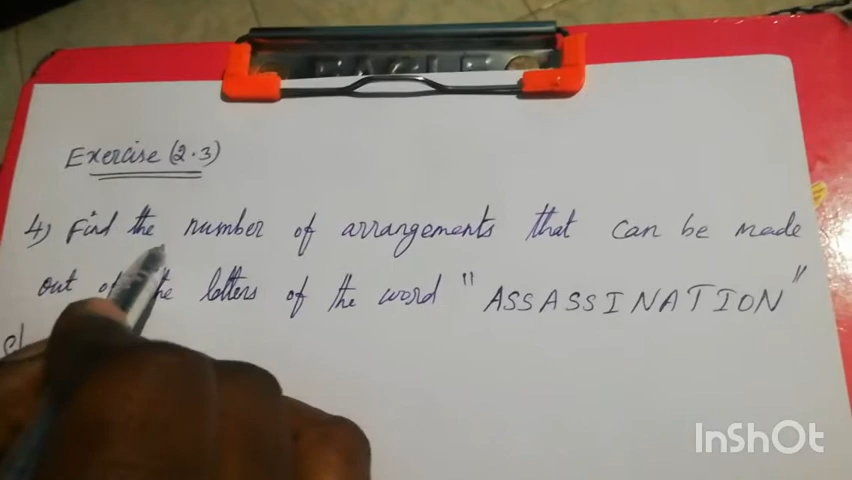 Exercise (2.3)
4) Find the number of arrangements that can be made
out of the letters of the word "ASSASSINATION"
InShOt